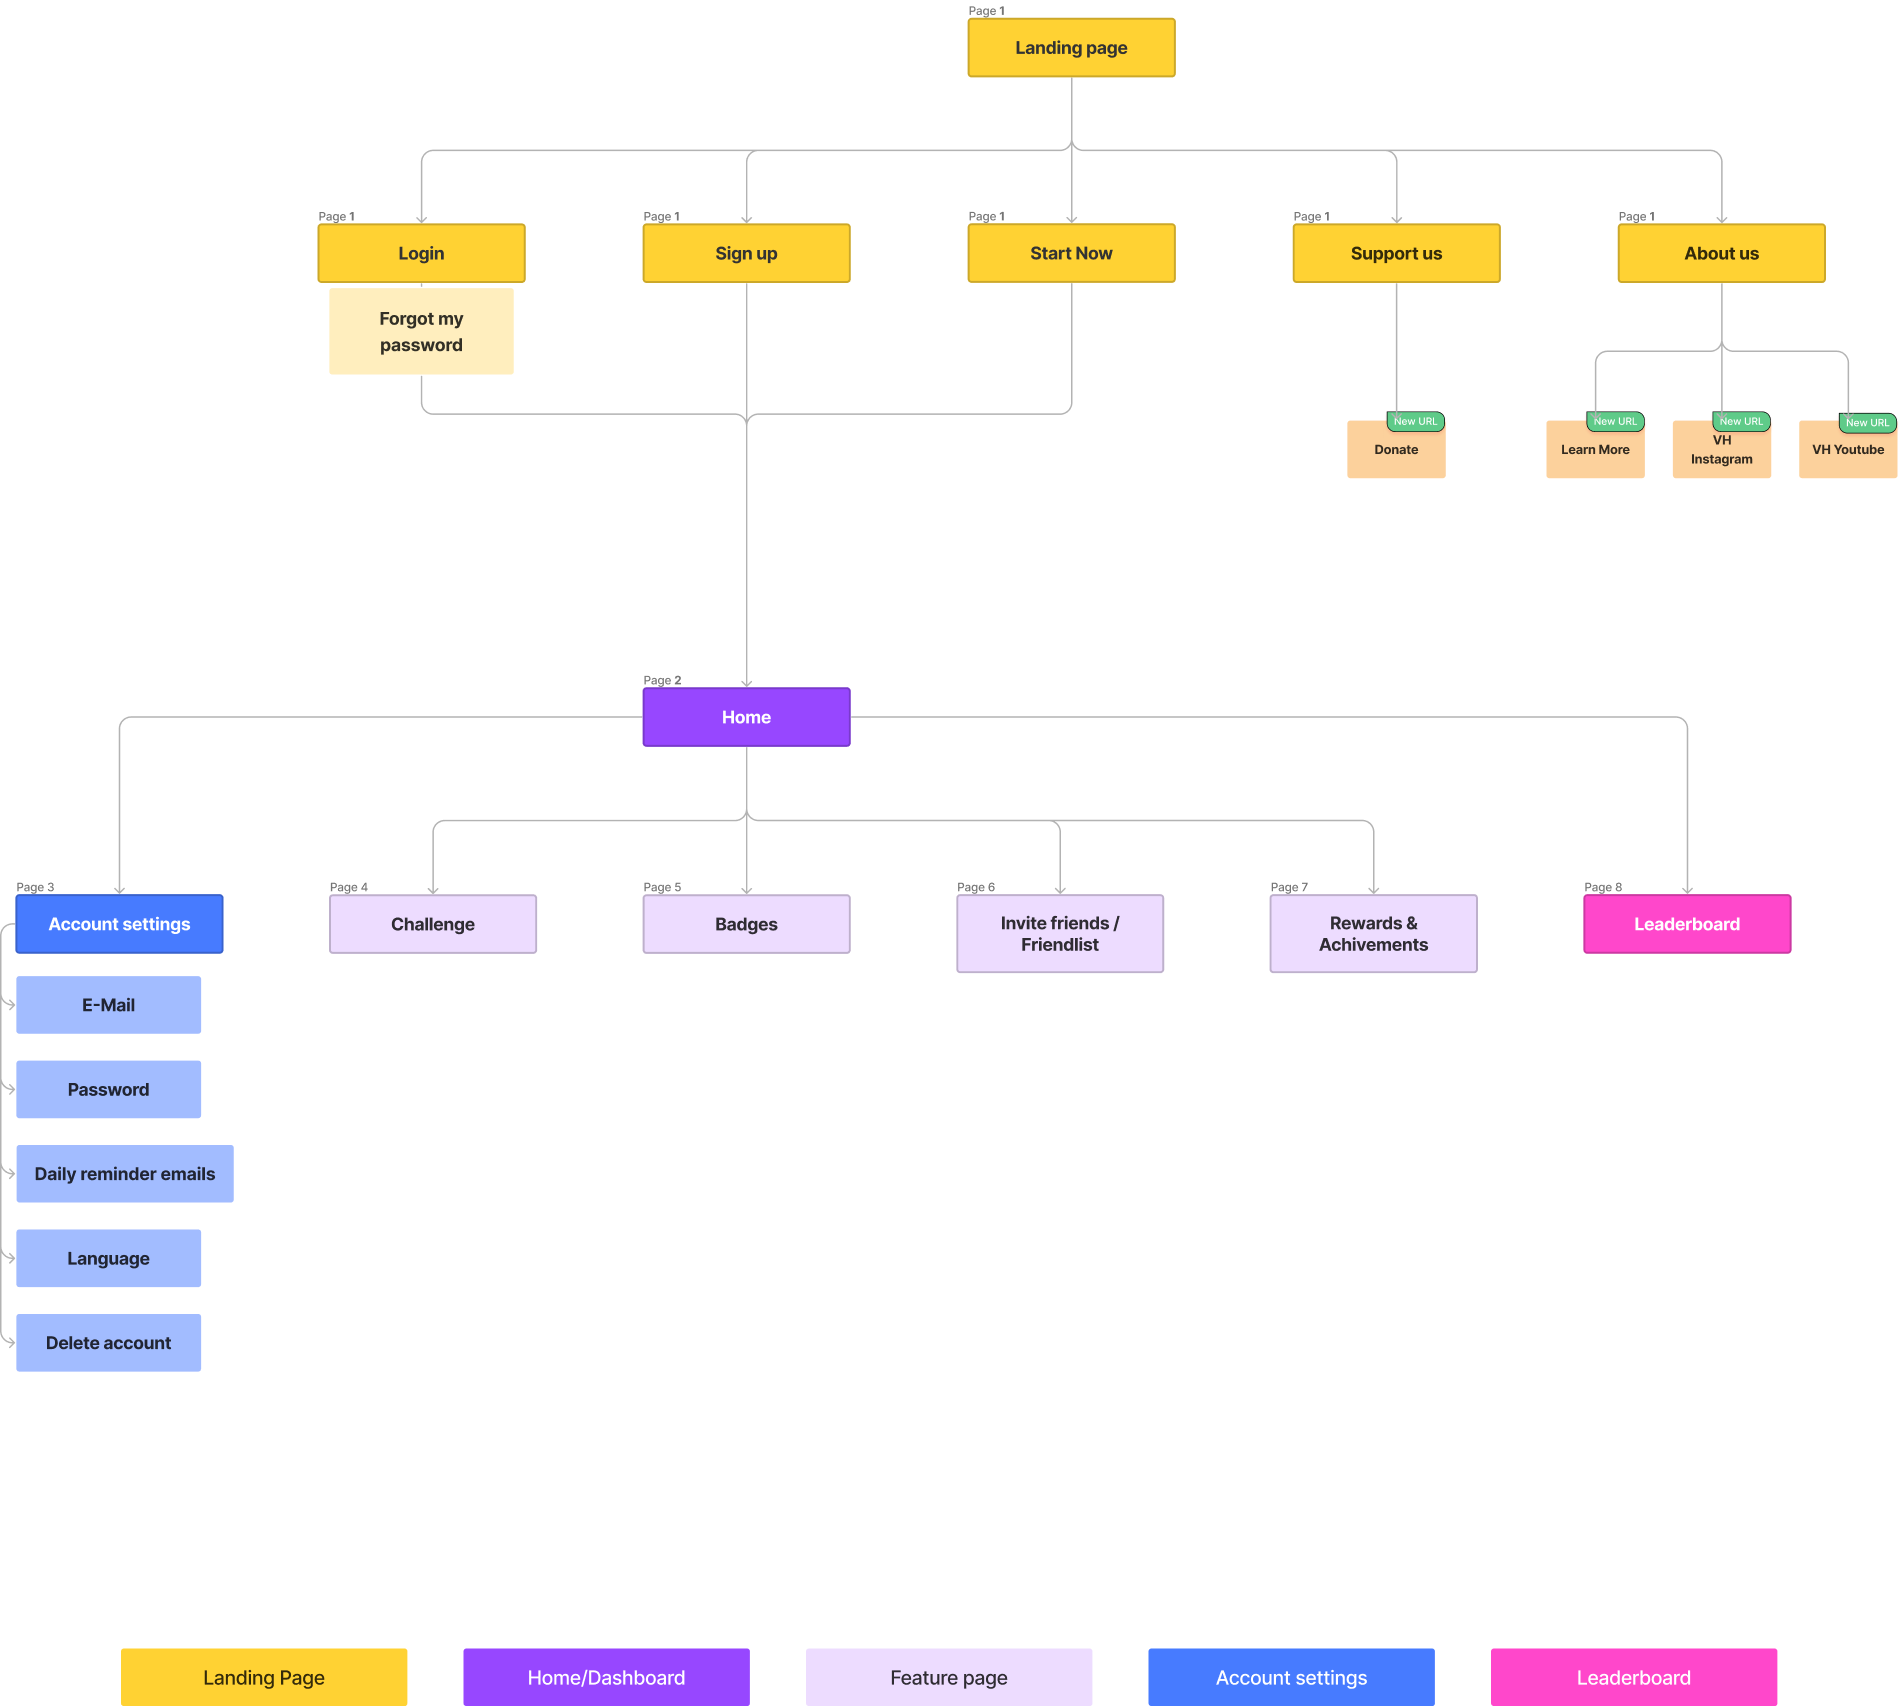 Page 1
Landing page
Page 1
Login
Page 1
Sign up
Page 1
Start Now
Page 1
Support us
Page 1
About us
Forgot my
password
New URL
Donate
New URL
Learn More
New URL
VH
Instagram
New URL
VH Youtube
Page 2
Home
Page 3
Account settings
Page 4
Challenge
Page 5
Badges
Page 6
Invite friends /
Friendlist
Page 7
Rewards &
Achivements
Page 8
Leaderboard
E-Mail
Password
Daily reminder emails
Language
Delete account
Landing Page
Home/Dashboard
Feature page
Account settings
Leaderboard